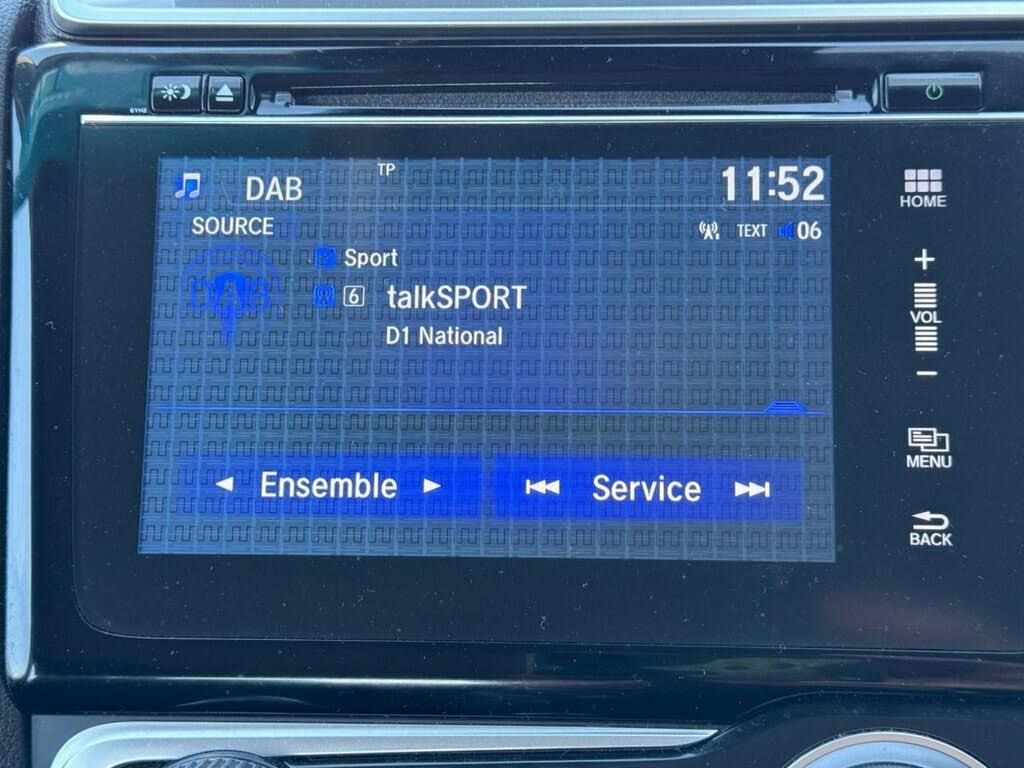 6YH2
DAB
TP
11:52
SOURCE
TEXT 06
Sport
DAB
6 talkSPORT
D1 National
Ensemble
Service
HOME
+
VOL
−
MENU
BACK